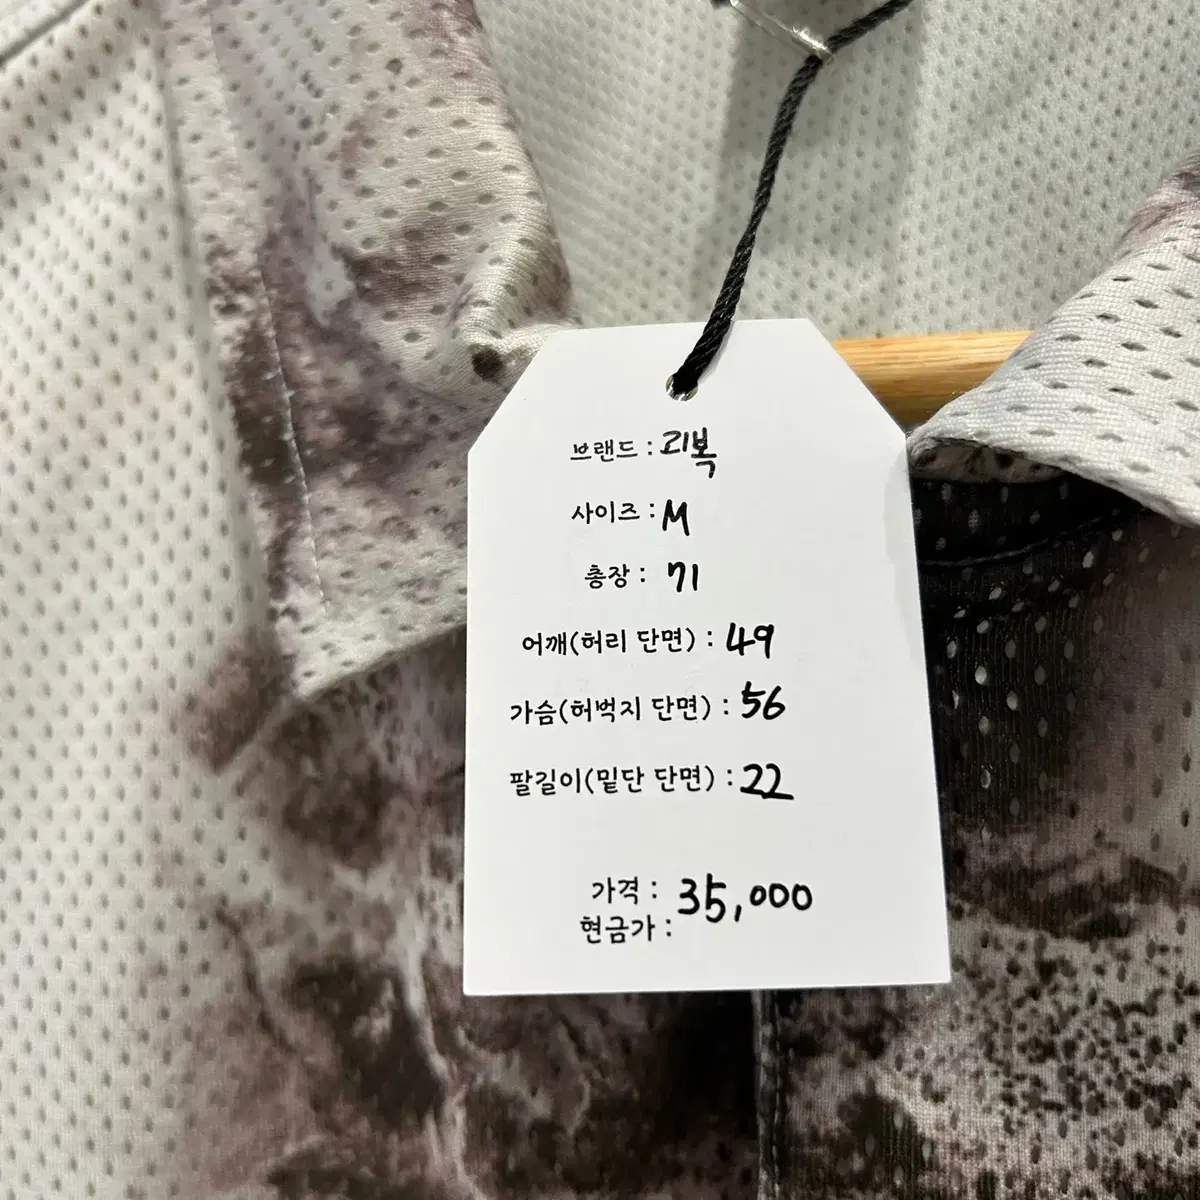 브랜드 : 리복
사이즈 : M
총장 : 71
어깨(허리 단면) : 49
가슴(허벅지 단면) : 56
팔길이(밑단 단면) : 22
가격 : 35,000
현금가 :